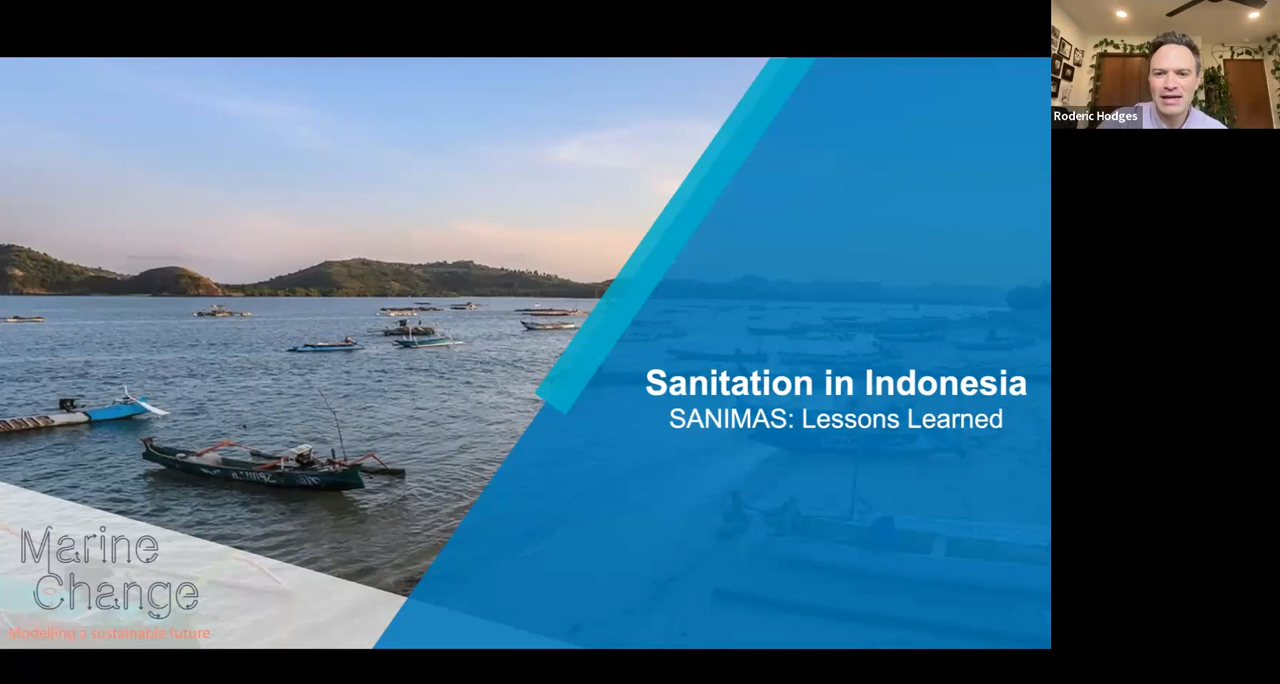 Roderic Hodges
Sanitation in Indonesia
SANIMAS: Lessons Learned
Marine
Change
Modelling a sustainable future